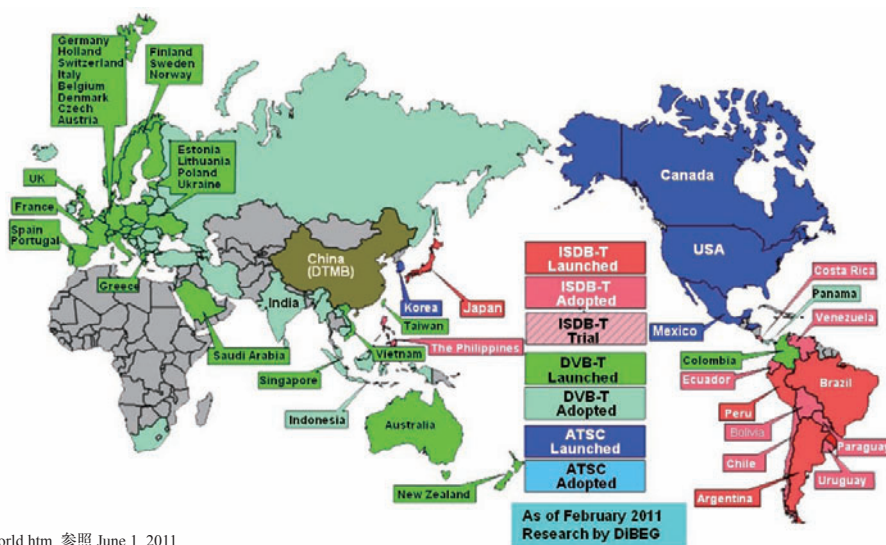 Germany
Holland
Switzerland
Italy
Belgium
Denmark
Czech
Austria
Finland
Sweden
Norway
Estonia
Lithuania
Poland
Ukraine
UK
France
Spain
Portugal
Greece
China
(DTMB)
India
Korea
Japan
Taiwan
Saudi Arabia
Vietnam
The Philippines
Singapore
Indonesia
Australia
New Zealand
ISDB-T
Launched
ISDB-T
Adopted
ISDB-T
Trial
DVB-T
Launched
DVB-T
Adopted
ATSC
Launched
ATSC
Adopted
As of February 2011
Research by DiBEG
Canada
USA
Mexico
Costa Rica
Panama
Venezuela
Colombia
Ecuador
Brazil
Peru
Bolivia
Paraguay
Chile
Uruguay
Argentina
orld.htm 参照 June 1, 2011